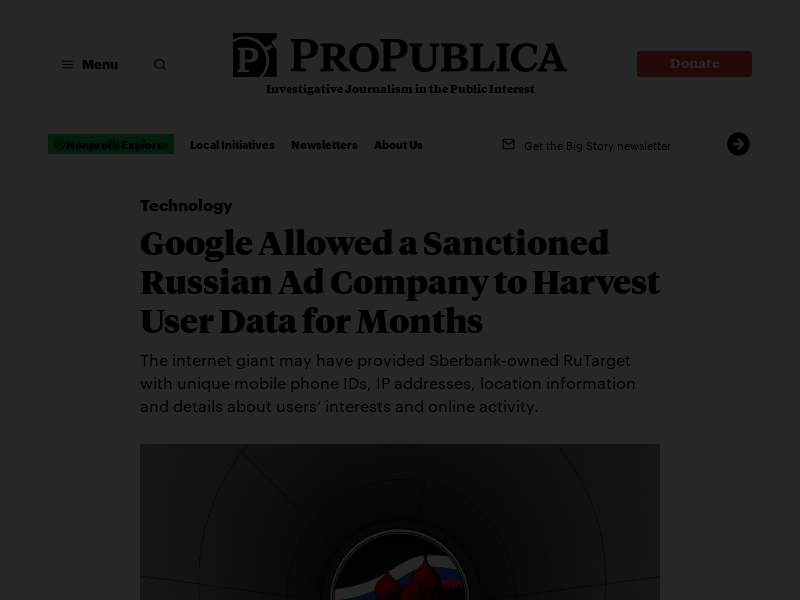 Menu
PROPUBLICA
Donate
Investigative Journalism in the Public Interest
Nonprofit Explorer
Local Initiatives
Newsletters
About Us
Get the Big Story newsletter
Technology
Google Allowed a Sanctioned
Russian Ad Company to Harvest
User Data for Months
The internet giant may have provided Sberbank-owned RuTarget
with unique mobile phone IDs, IP addresses, location information
and details about users’ interests and online activity.